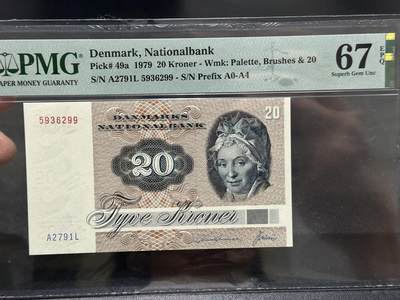 PMG
PAPER MONEY GUARANTY
Denmark, Nationalbank
Pick# 49a 1979 20 Kroner - Wmk: Palette, Brushes & 20
S/N A2791L 5936299 - S/N Prefix A0-A4
67 EPQ
Superb Gem Unc
5936299
DANMARKS
NATIONALBANK
20
20
Tyve Kroner
A2791L